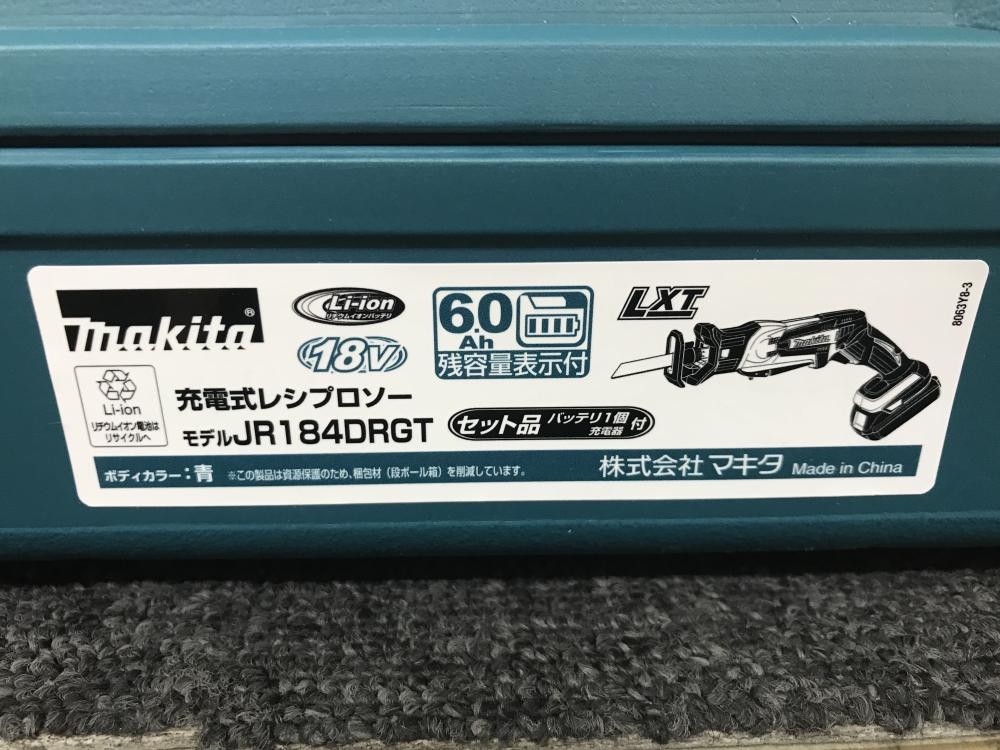 makita®
Li-ion
リチウムイオンバッテリ
18V
6.0
Ah
残容量表示付
LXT
makita
8063Y8-3
Li-ion
リチウムイオン電池は
リサイクルへ
充電式レシプロソー
モデルJR184DRGT
セット品 バッテリ1個 充電器 付
ボディカラー:青 ※この製品は資源保護のため、梱包材(段ボール箱)を削減しています。
株式会社マキタ Made in China